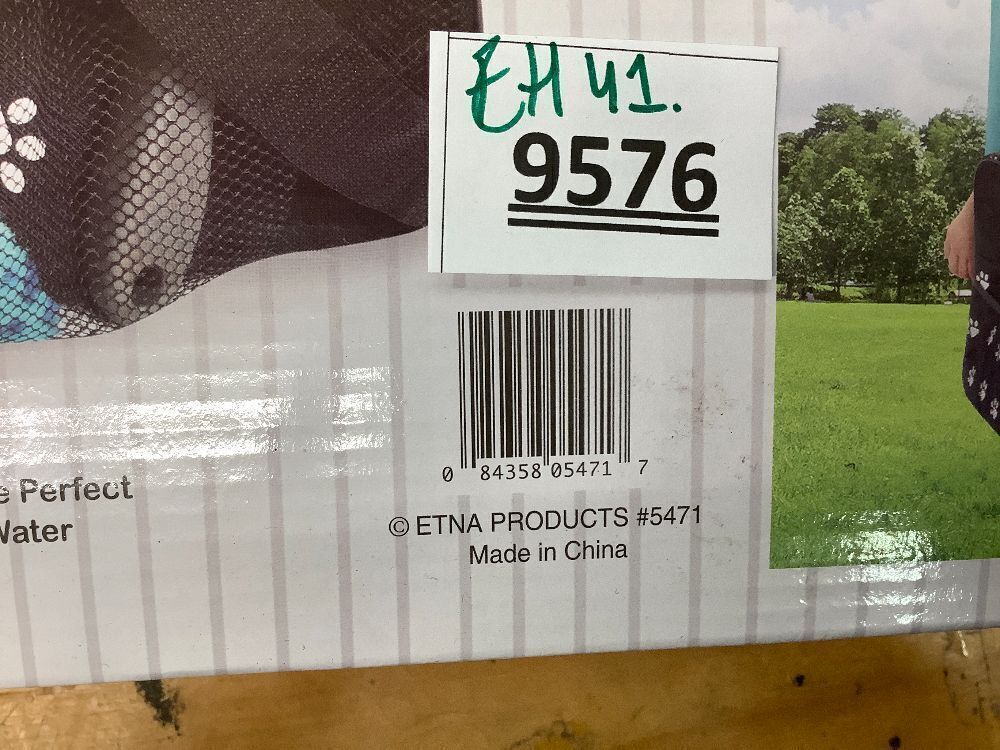 EH 41.
9576
0 84358 05471 7
e Perfect
Water
© ETNA PRODUCTS #5471
Made in China